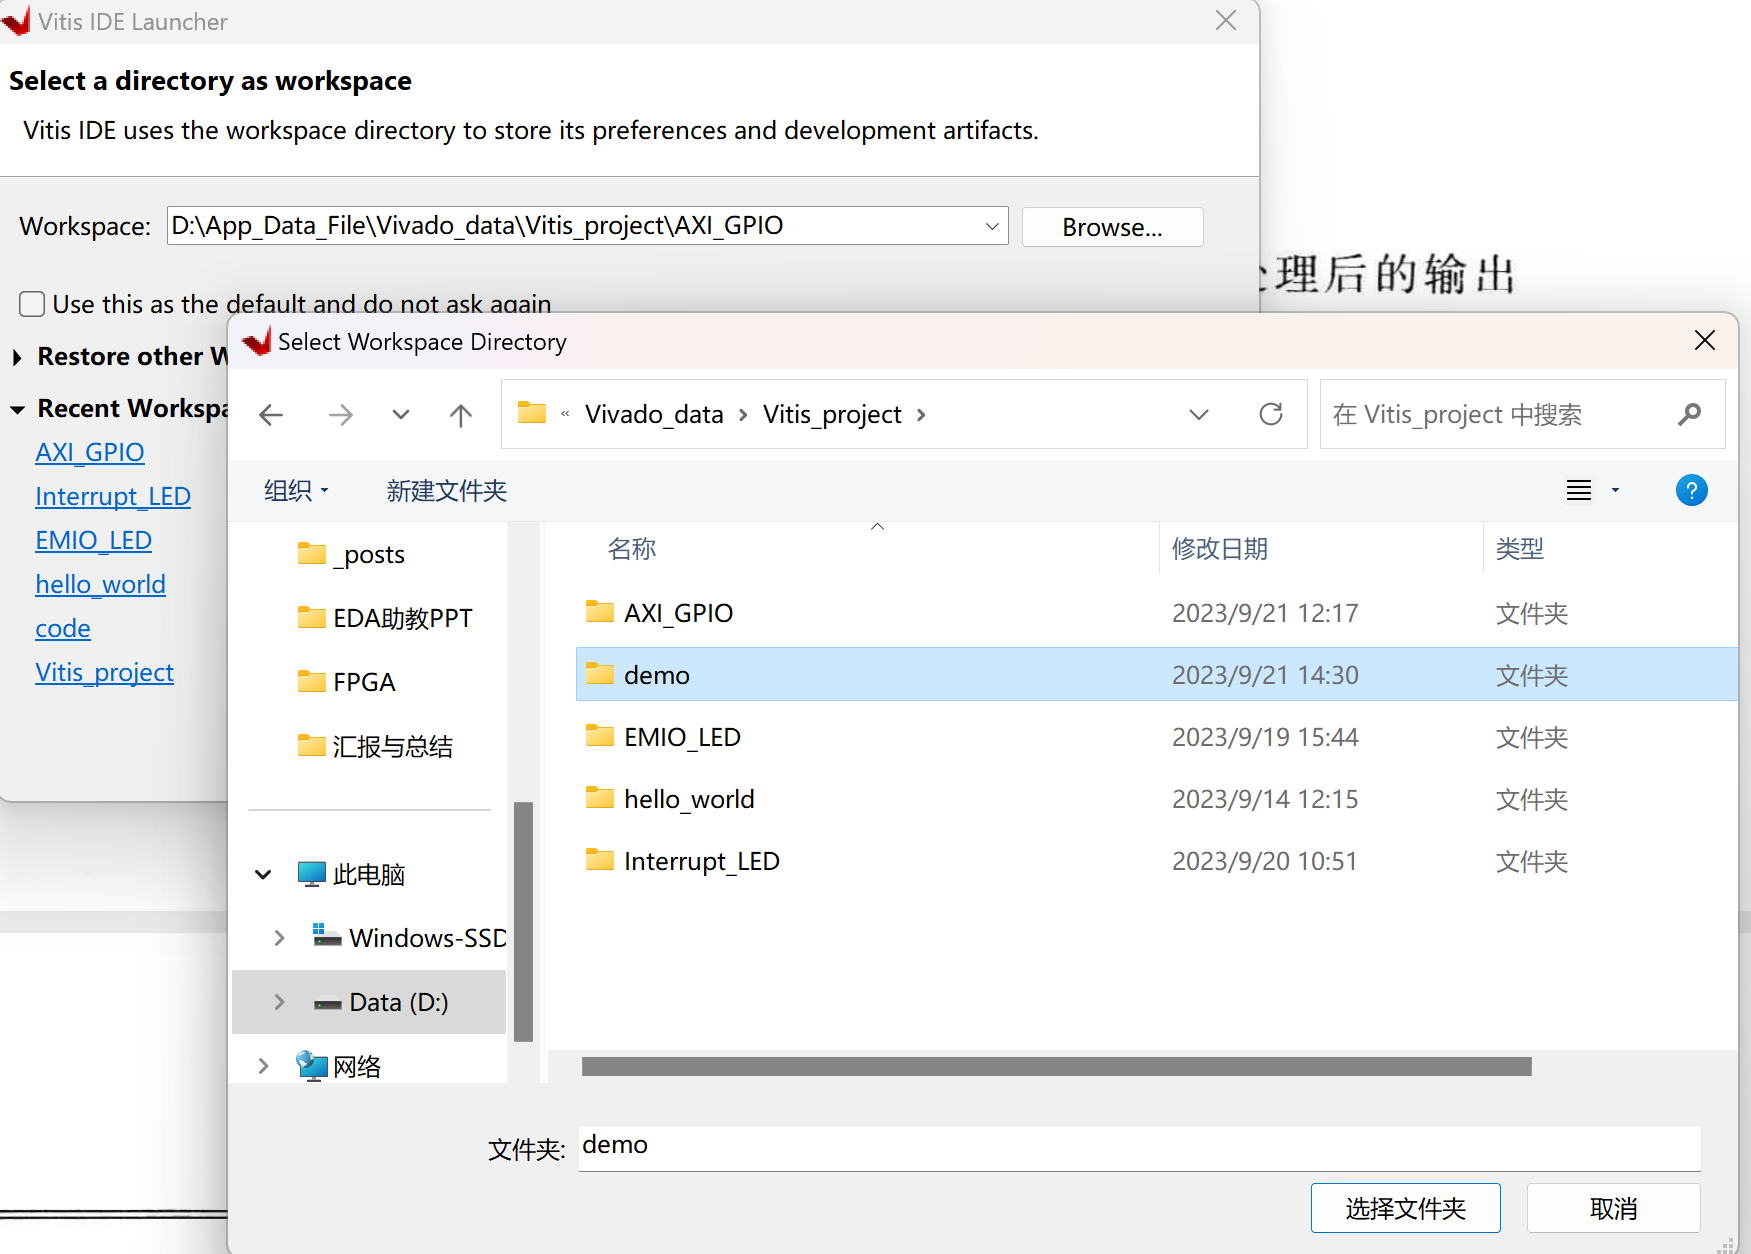 Vitis IDE Launcher
Select a directory as workspace
Vitis IDE uses the workspace directory to store its preferences and development artifacts.
Workspace: D:\App_Data_File\Vivado_data\Vitis_project\AXI_GPIO Browse...
理后的输出
Use this as the default and do not ask again
Restore other
Recent
AXI_GPIO
Interrupt_LED
EMIO_LED
hello_world
code
Vitis_project
Select Workspace Directory
« Vivado_data > Vitis_project >
在 Vitis_project 中搜索
组织
新建文件夹
?
_posts
EDA助教PPT
FPGA
汇报与总结
此电脑
Windows-SSD
Data (D:)
网络
名称 修改日期 类型
AXI_GPIO 2023/9/21 12:17 文件夹
demo 2023/9/21 14:30 文件夹
EMIO_LED 2023/9/19 15:44 文件夹
hello_world 2023/9/14 12:15 文件夹
Interrupt_LED 2023/9/20 10:51 文件夹
文件夹: demo
选择文件夹 取消